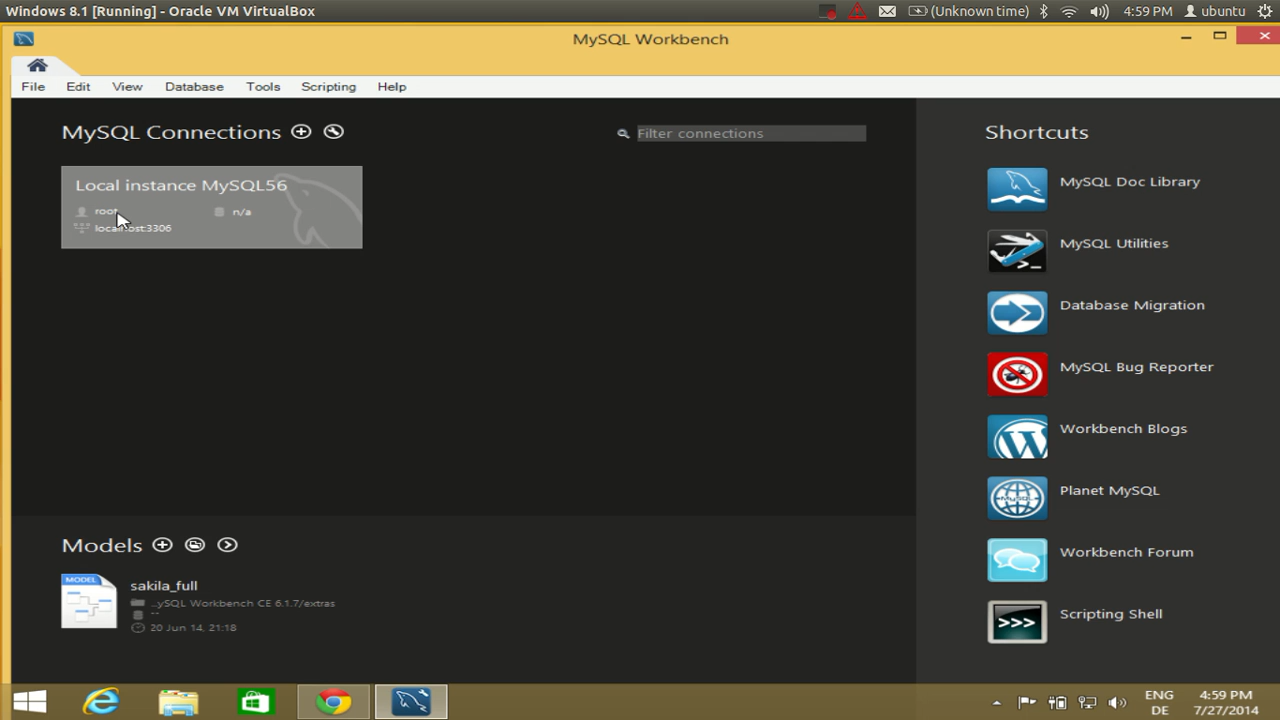 Windows 8.1 [Running] - Oracle VM VirtualBox
(Unknown time) 4:59 PM ubuntu
MySQL Workbench
File Edit View Database Tools Scripting Help
MySQL Connections
Filter connections
Local instance MySQL56
root n/a
localhost:3306
Shortcuts
MySQL Doc Library
MySQL Utilities
Database Migration
MySQL Bug Reporter
Workbench Blogs
MySQL
Planet MySQL
Workbench Forum
>>>
Scripting Shell
Models
MODEL
sakila_full
..ySQL Workbench CE 6.1.7/extras
--
20 Jun 14, 21:18
ENG
DE
4:59 PM
7/27/2014